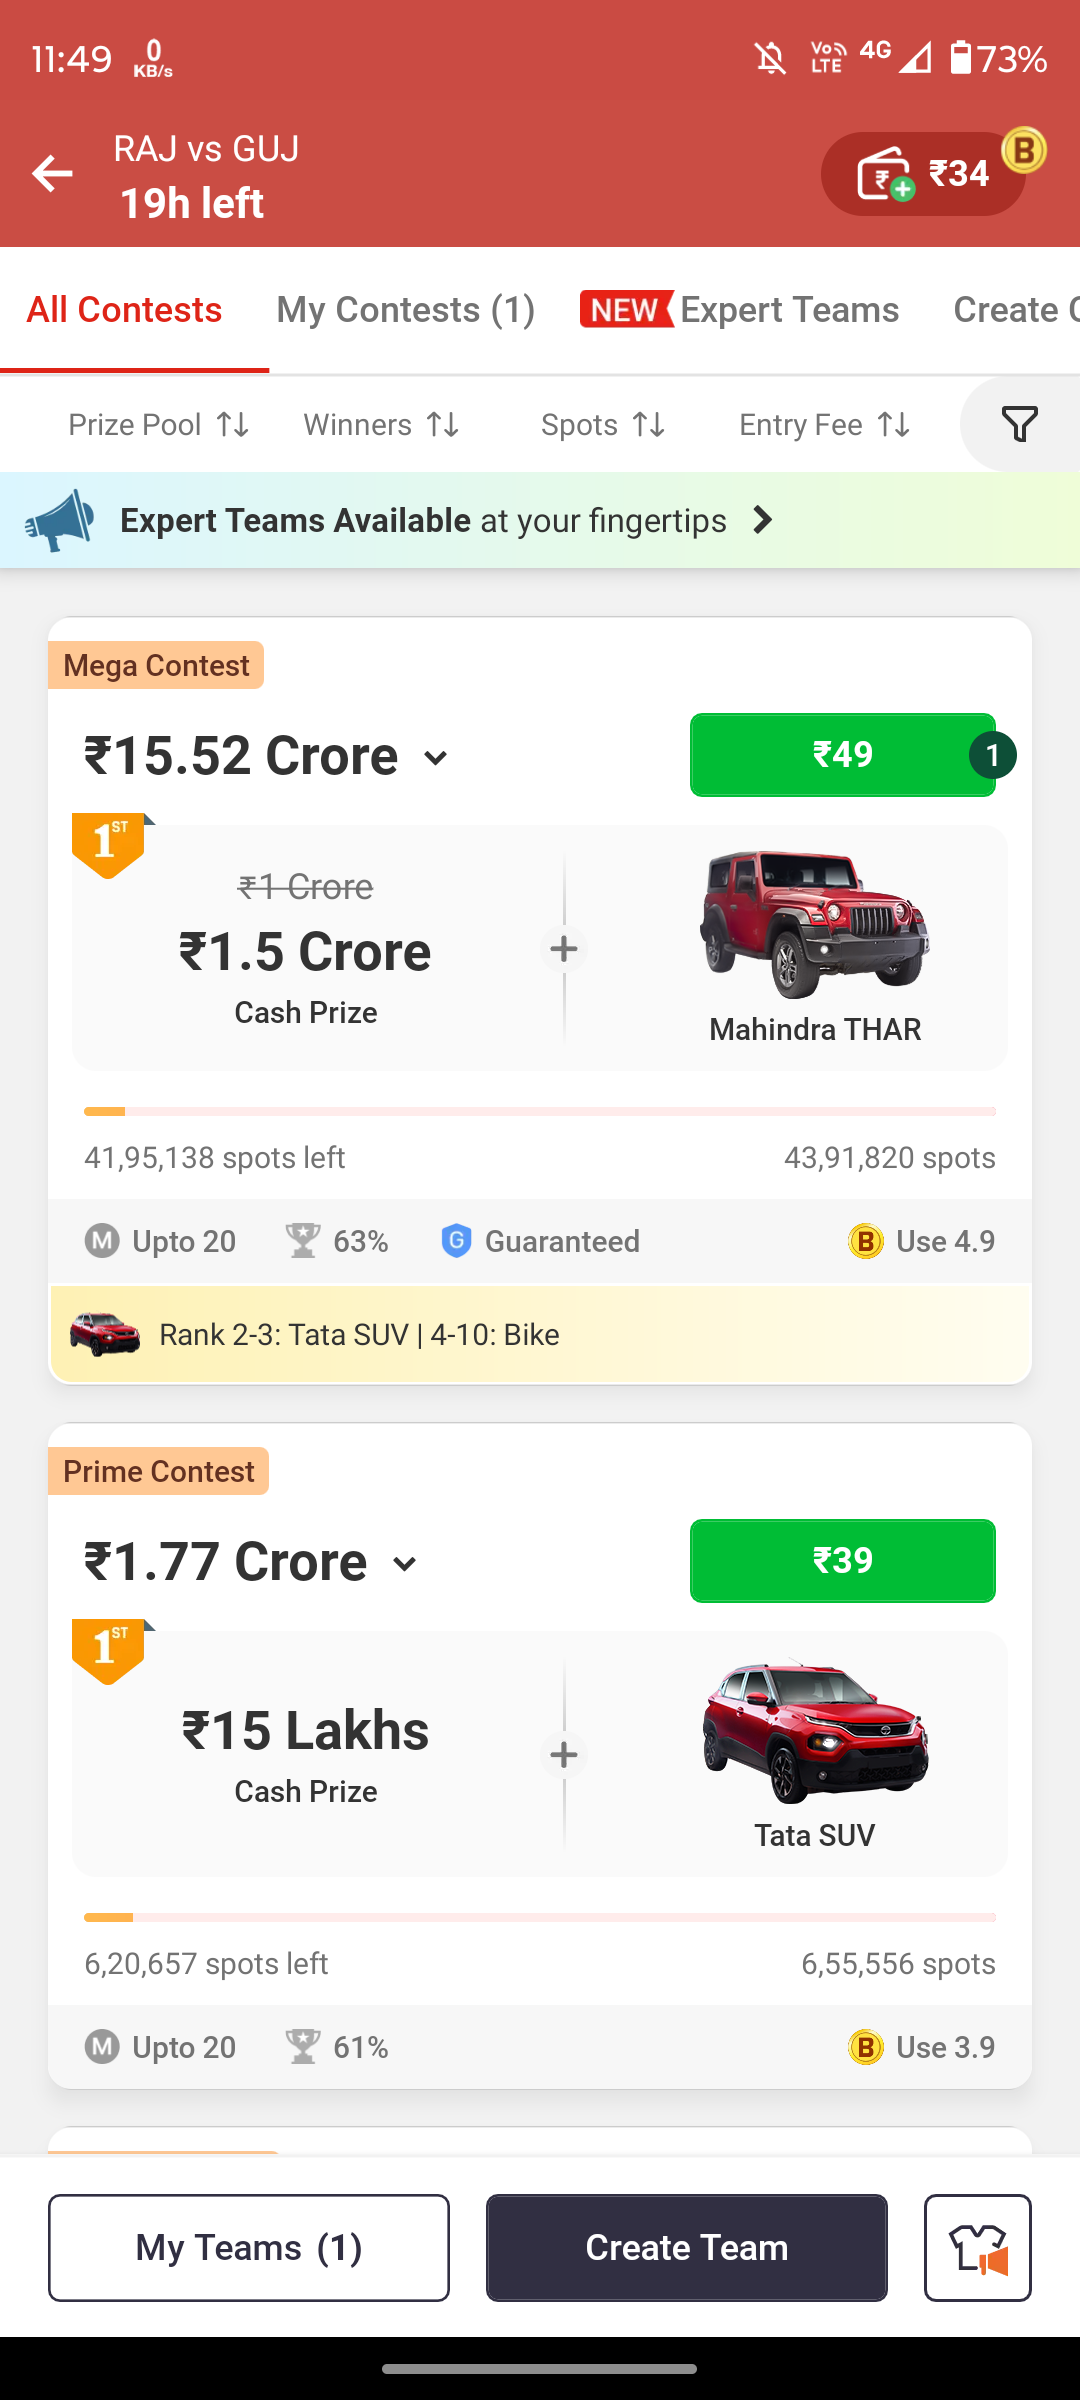 11:49 0 KB/s Vo LTE 4G 73%
RAJ vs GUJ
19h left
₹ ₹34 B
All Contests My Contests (1) NEW Expert Teams Create C
Prize Pool Winners Spots Entry Fee
Expert Teams Available at your fingertips
Mega Contest
₹15.52 Crore ₹49 1
1ST
₹1 Crore
₹1.5 Crore
Cash Prize
+
Mahindra THAR
41,95,138 spots left 43,91,820 spots
M Upto 20 63% G Guaranteed B Use 4.9
Rank 2-3: Tata SUV | 4-10: Bike
Prime Contest
₹1.77 Crore ₹39
1ST
₹15 Lakhs
Cash Prize
+
Tata SUV
6,20,657 spots left 6,55,556 spots
M Upto 20 61% B Use 3.9
My Teams (1) Create Team